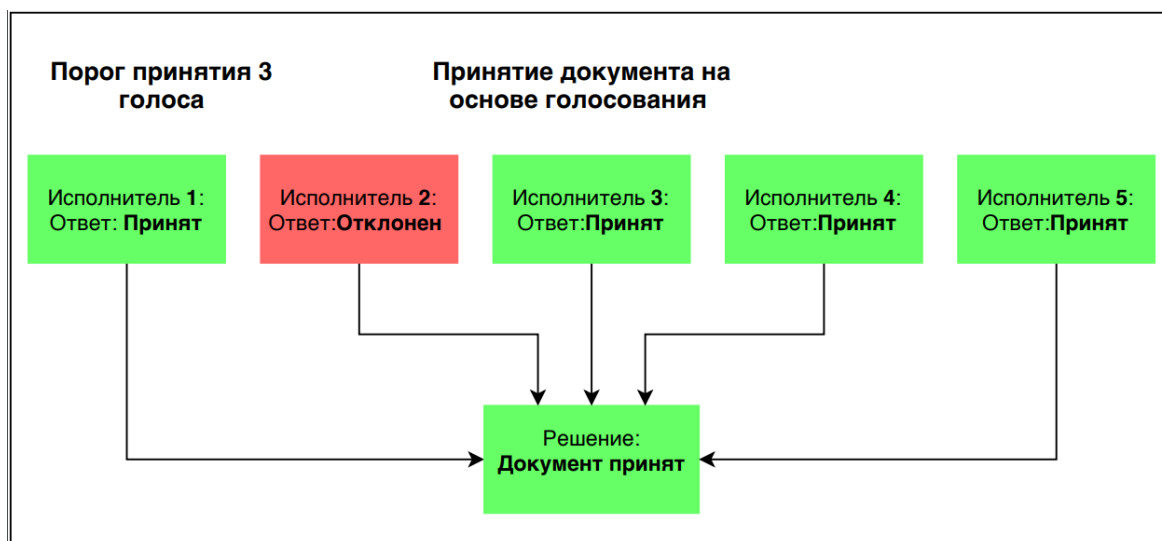 Порог принятия 3
голоса
Принятие документа на
основе голосования
Исполнитель 1:
Ответ: Принят
Исполнитель 2:
Ответ:Отклонен
Исполнитель 3:
Ответ:Принят
Исполнитель 4:
Ответ:Принят
Исполнитель 5:
Ответ:Принят
Решение:
Документ принят